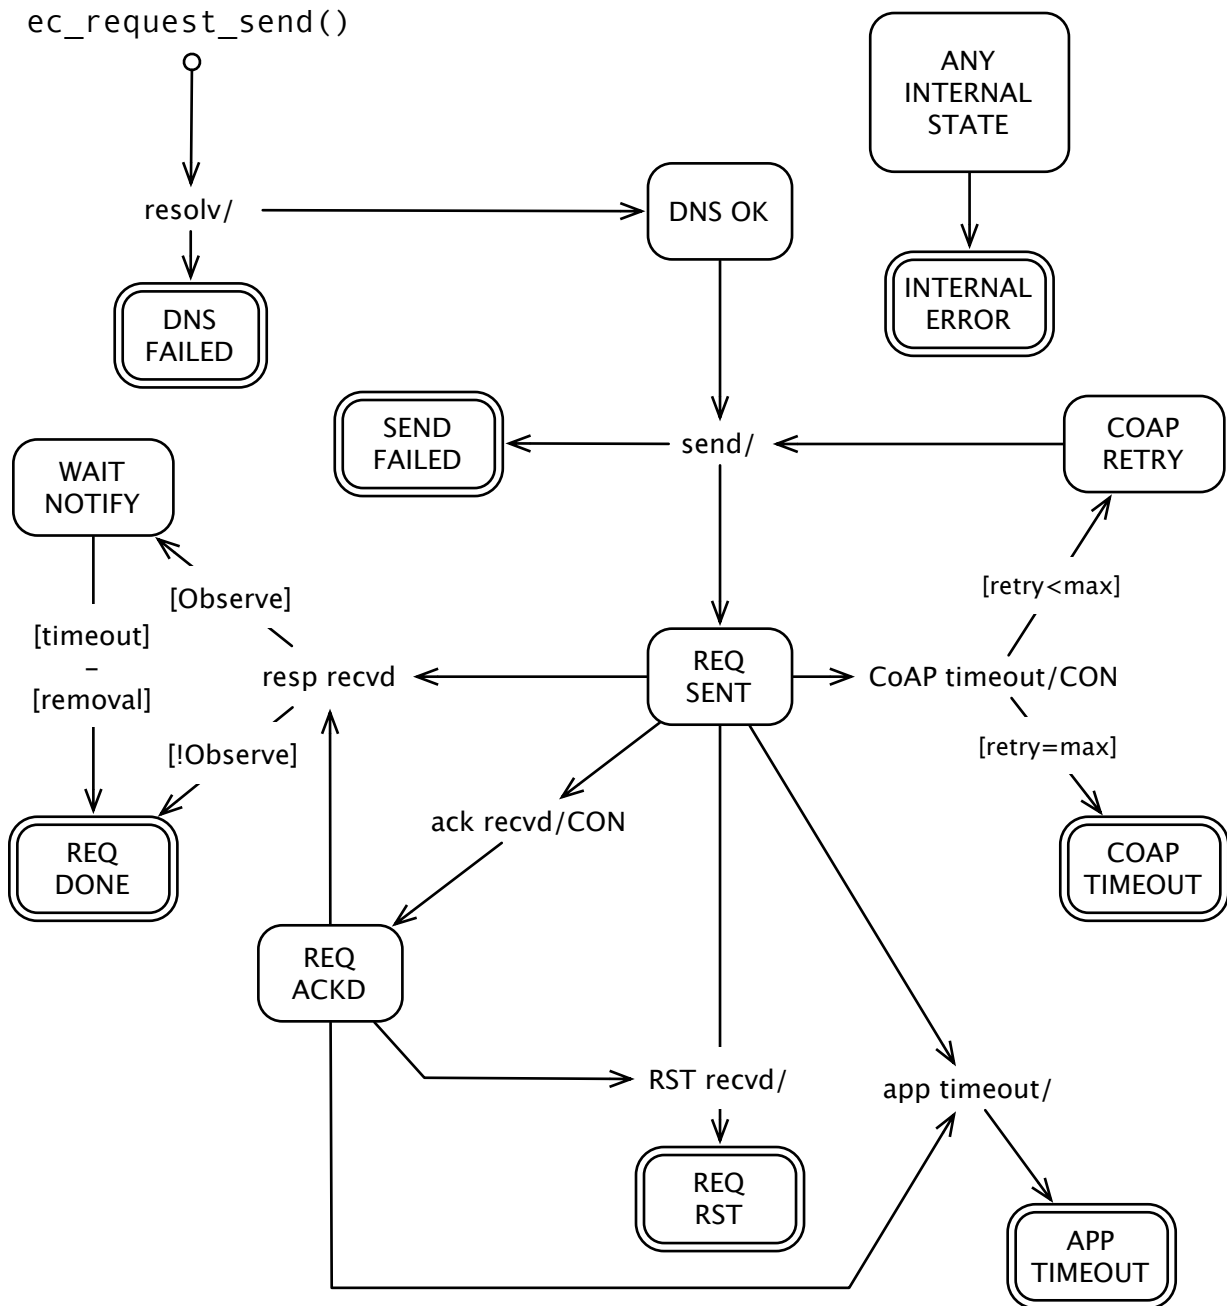 ec_request_send()
ANY
INTERNAL
STATE
resolv/
DNS OK
INTERNAL
ERROR
DNS
FAILED
SEND
FAILED
send/
COAP
RETRY
WAIT
NOTIFY
[Observe]
[retry<max]
[timeout]
–
[removal]
resp recvd
REQ
SENT
CoAP timeout/CON
[!Observe]
[retry=max]
ack recvd/CON
REQ
DONE
COAP
TIMEOUT
REQ
ACKD
RST recvd/
app timeout/
REQ
RST
APP
TIMEOUT